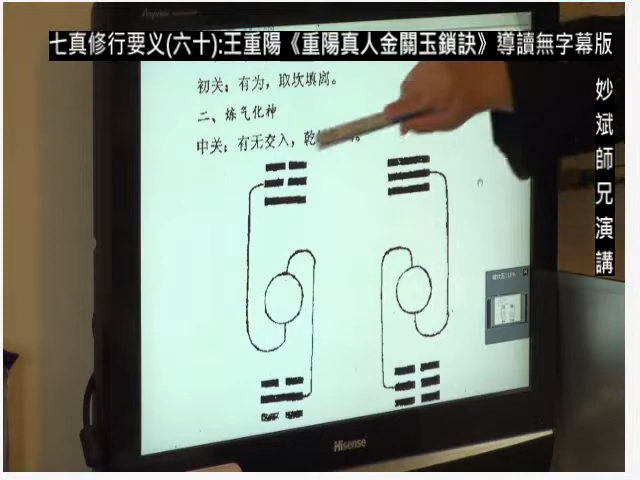 七真修行要义(六十):王重陽《重陽真人金關玉鎖訣》導讀無字幕版
妙斌師兄演講
初关：有为，取坎填离。
二、炼气化神
中关：有无交入，乾
Hisense